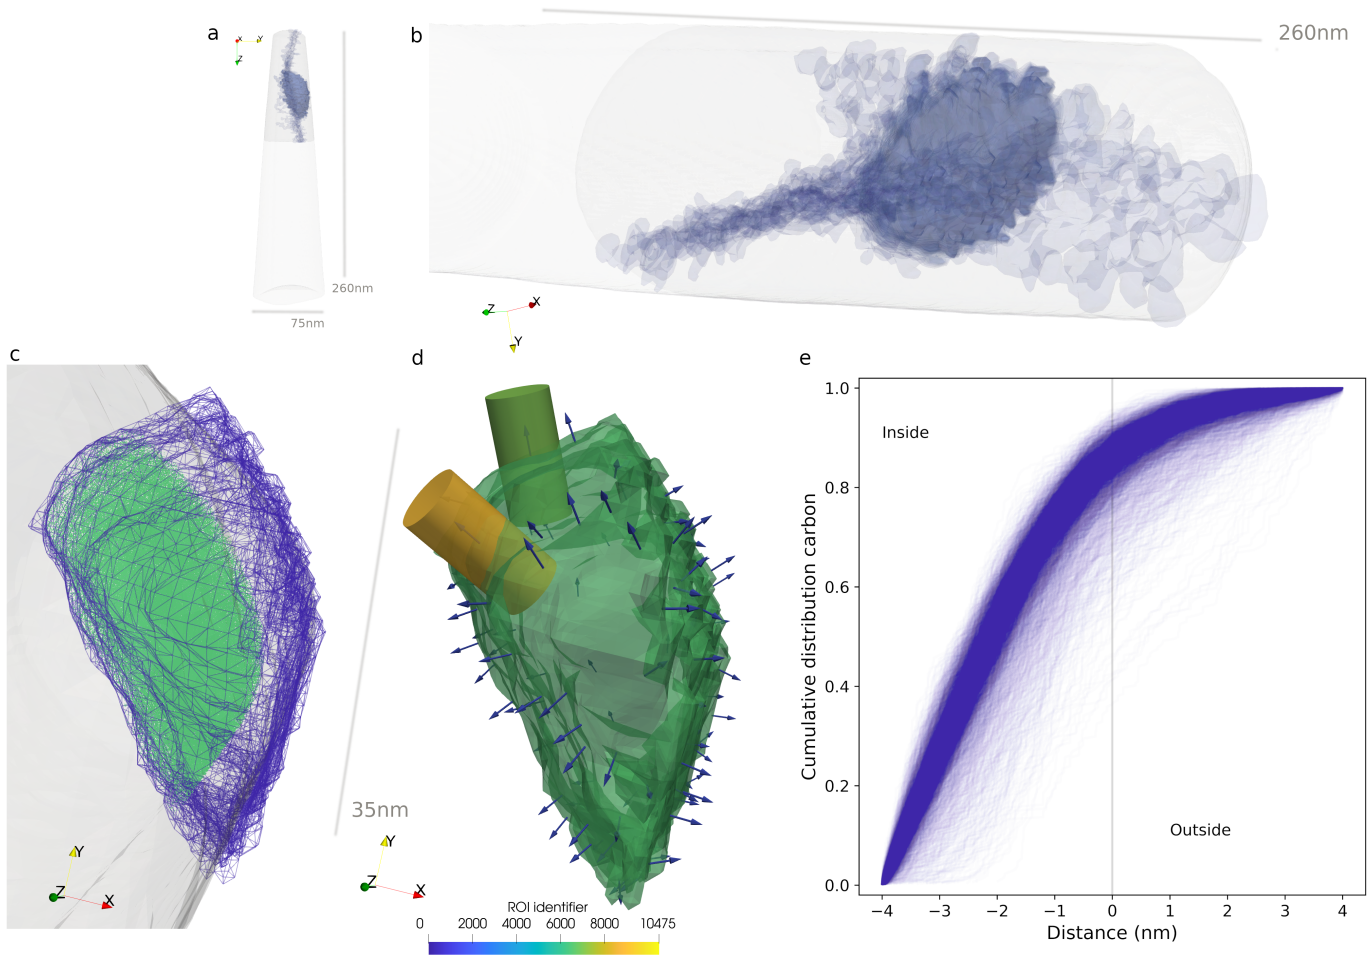 a
X
Y
Z
260nm
75nm
b
260nm
Z
X
Y
c
Y
Z
X
d
35nm
Y
Z
X
ROI identifier
0 2000 4000 6000 8000 10475
e
Cumulative distribution carbon
1.0
0.8
0.6
0.4
0.2
0.0
Inside
Outside
−4 −3 −2 −1 0 1 2 3 4
Distance (nm)